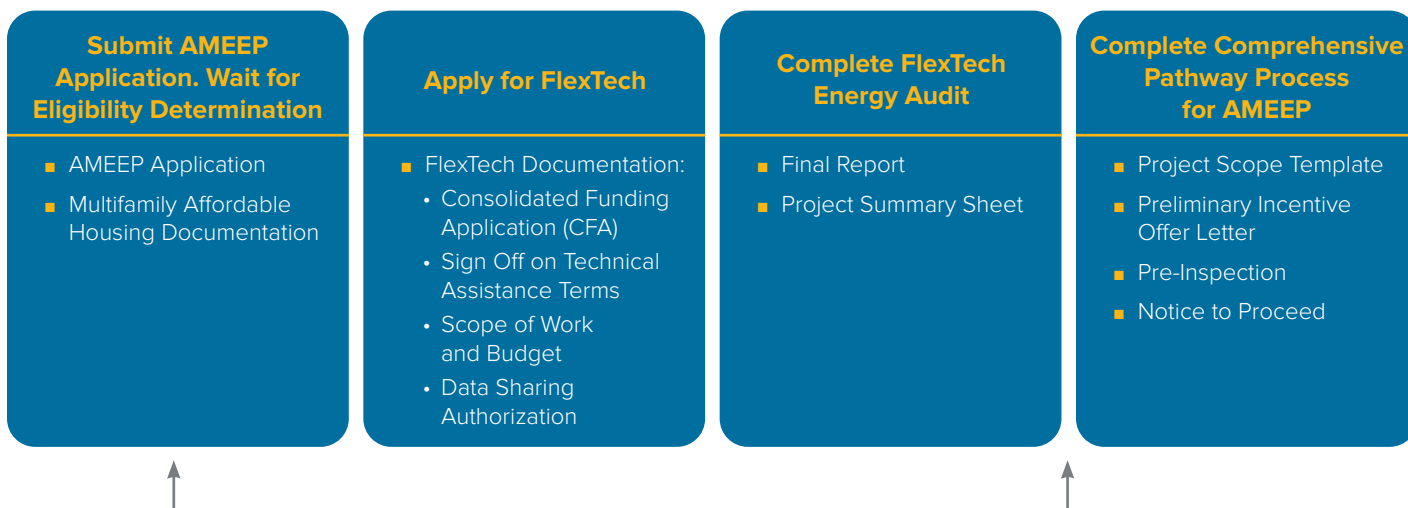 Submit AMEEP
Application. Wait for
Eligibility Determination
■ AMEEP Application
■ Multifamily Affordable
Housing Documentation
Apply for FlexTech
■ FlexTech Documentation:
• Consolidated Funding
Application (CFA)
• Sign Off on Technical
Assistance Terms
• Scope of Work
and Budget
• Data Sharing
Authorization
Complete FlexTech
Energy Audit
■ Final Report
■ Project Summary Sheet
Complete Comprehensive
Pathway Process
for AMEEP
■ Project Scope Template
■ Preliminary Incentive
Offer Letter
■ Pre-Inspection
■ Notice to Proceed